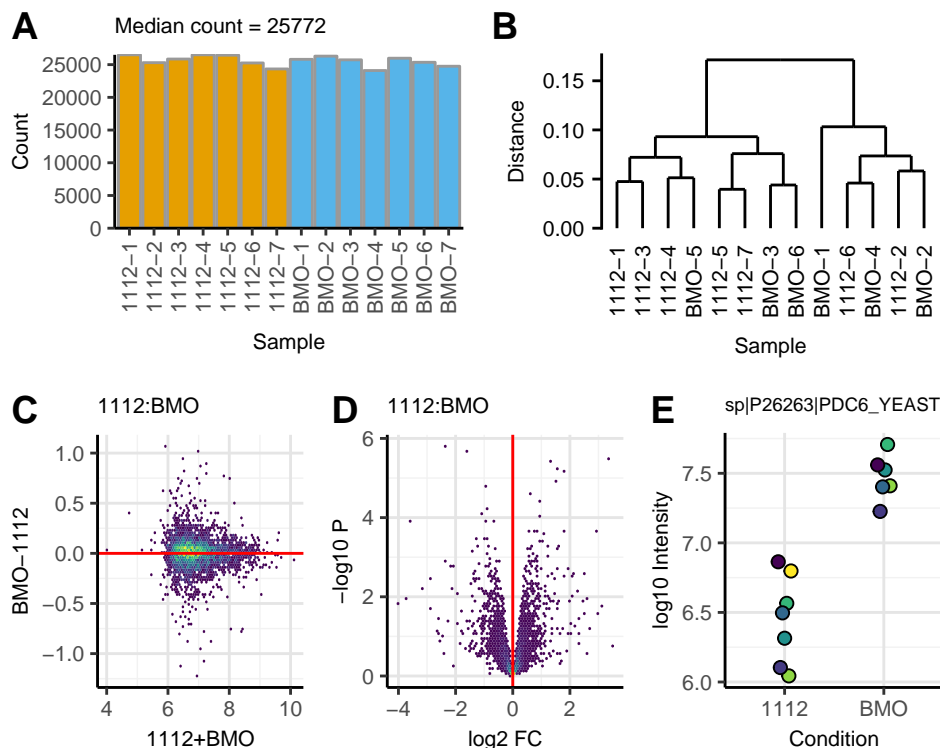 A
Median count = 25772
Count
25000
20000
15000
10000
5000
0
1112−1
1112−2
1112−3
1112−4
1112−5
1112−6
1112−7
BMO−1
BMO−2
BMO−3
BMO−4
BMO−5
BMO−6
BMO−7
Sample
B
Distance
0.15
0.10
0.05
0.00
1112−1
1112−3
1112−4
BMO−5
1112−5
1112−7
BMO−3
BMO−6
BMO−1
1112−6
BMO−4
1112−2
BMO−2
Sample
C
1112:BMO
BMO−1112
1.0
0.5
0.0
−0.5
−1.0
4 6 8 10
1112+BMO
D
1112:BMO
−log10 P
6
4
2
0
−4 −2 0 2
log2 FC
E
sp|P26263|PDC6_YEAST
log10 Intensity
7.5
7.0
6.5
6.0
1112 BMO
Condition